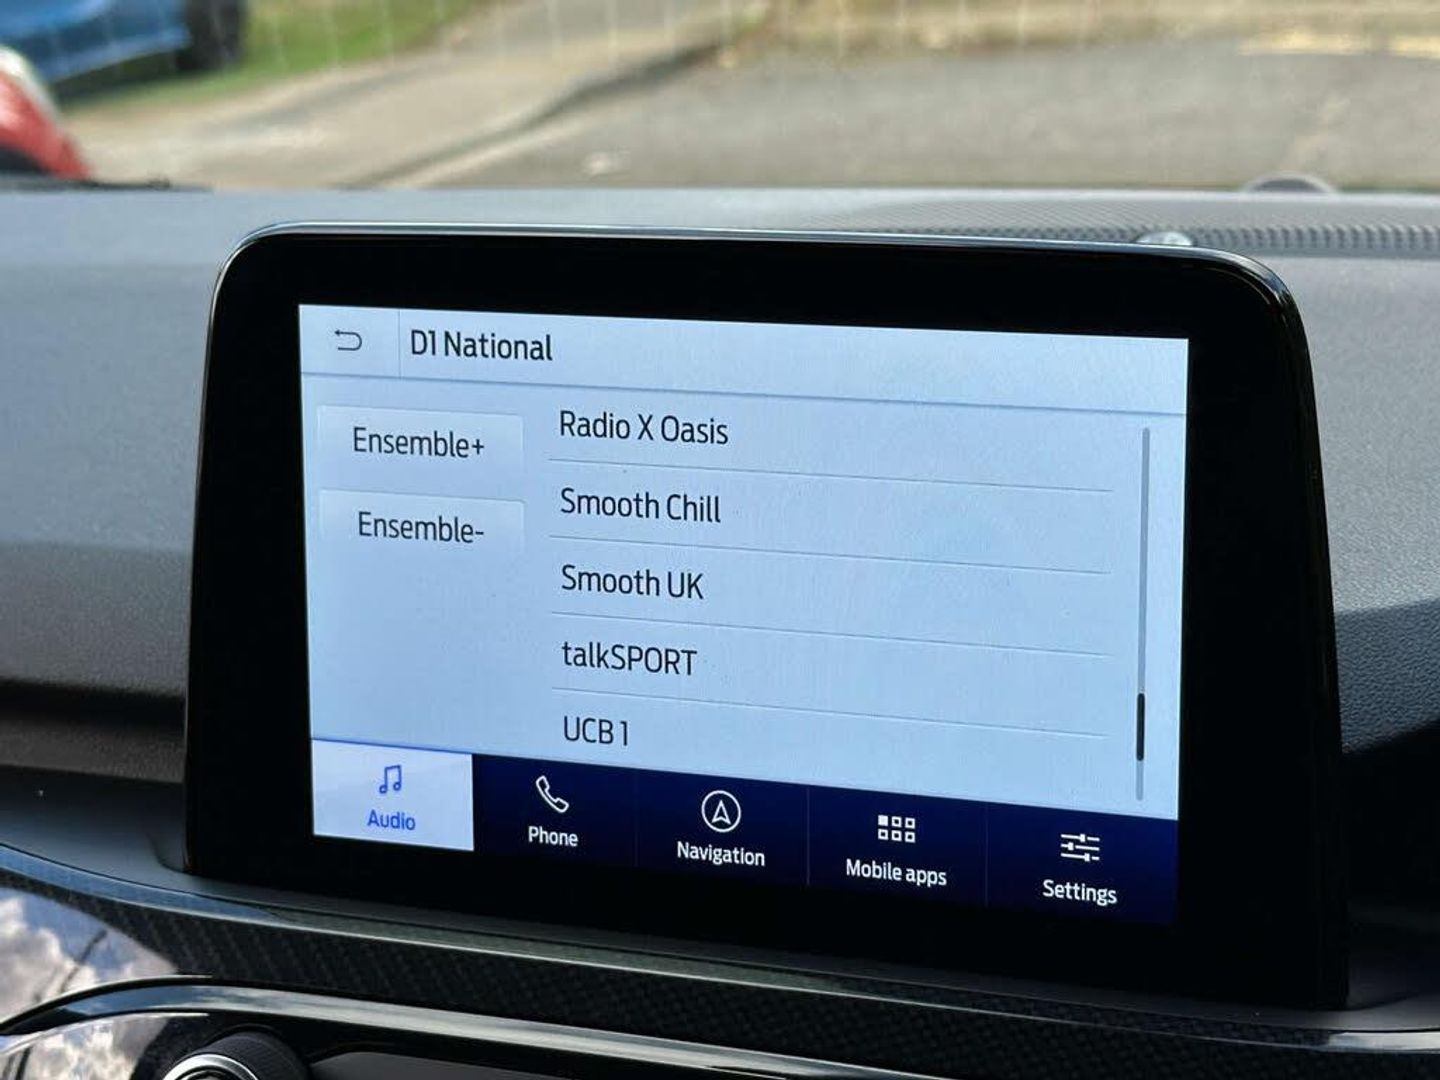 D1 National
Ensemble+
Ensemble-
Radio X Oasis
Smooth Chill
Smooth UK
talkSPORT
UCB 1
Audio
Phone
Navigation
Mobile apps
Settings